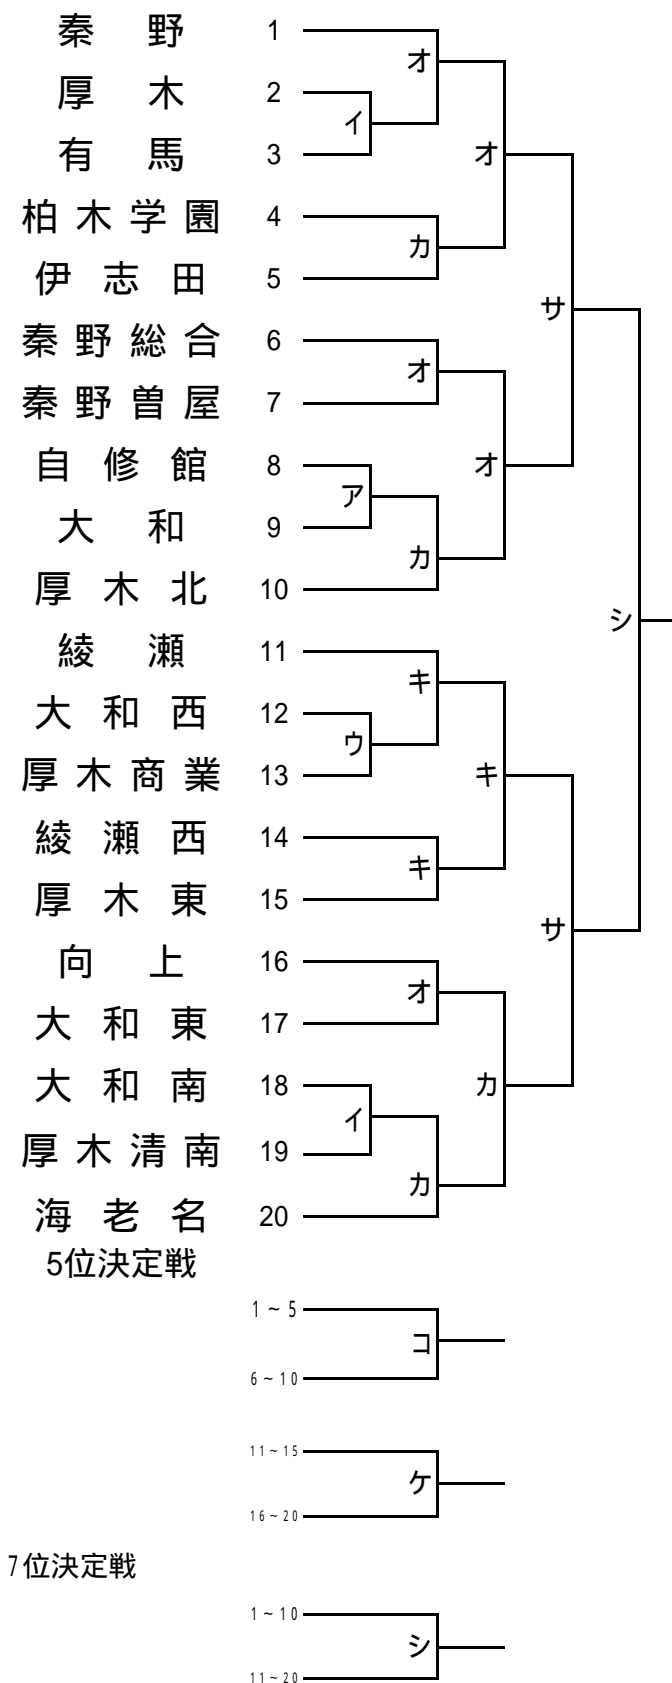 秦野 1
オ
厚木 2
イ
有馬 3
オ
柏木学園 4
カ
伊志田 5
サ
秦野総合 6
オ
秦野曽屋 7
自修館 8
オ
ア
大和 9
カ
厚木北 10
シ
綾瀬 11
キ
大和西 12
ウ
厚木商業 13
キ
綾瀬西 14
キ
厚木東 15
サ
向上 16
オ
大和東 17
大和南 18
カ
イ
厚木清南 19
カ
海老名 20
5位決定戦
1~5
コ
6~10
11~15
ケ
16~20
7位決定戦
1~10
シ
11~20